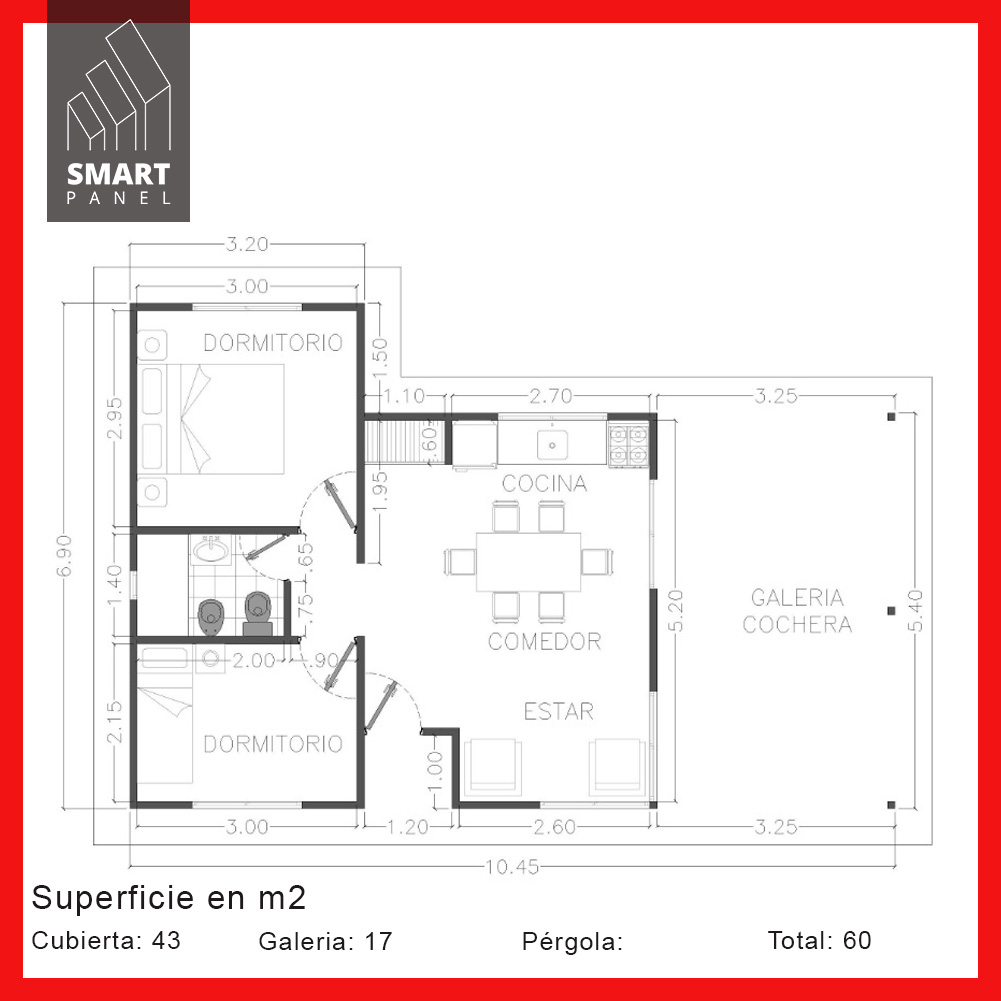 SMART
PANEL
3.20
3.00
DORMITORIO
1.50
1.10
2.70
3.25
2.95
.60
COCINA
1.95
6.90
.65
1.40
.75
5.20
GALERIA
COCHERA
5.40
COMEDOR
2.00
.90
2.15
ESTAR
DORMITORIO
1.00
3.00
1.20
2.60
3.25
10.45
Superficie en m2
Cubierta: 43
Galeria: 17
Pérgola:
Total: 60